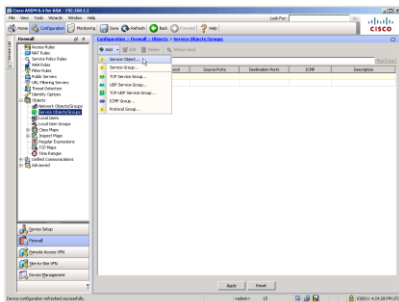 Cisco ASDM 6.4 for ASA - 192.168.1.1
File View Tools Wizards Window Help
Look For:
Go
Home Configuration Monitoring Save Refresh Back Forward Help
CISCO
Firewall
Configuration > Firewall > Objects > Service Objects/Groups
Access Rules
NAT Rules
Service Policy Rules
AAA Rules
Filter Rules
Public Servers
URL Filtering Servers
Threat Detection
Identity Options
Objects
Network Objects/Groups
Service Objects/Groups
Local Users
Local User Groups
Class Maps
Inspect Maps
Regular Expressions
TCP Maps
Time Ranges
Unified Communications
Advanced
Add Edit Delete Where Used
Service Object...
Service Group...
TCP Service Group...
UDP Service Group...
TCP-UDP Service Group...
ICMP Group...
Protocol Group...
Source Ports Destination Ports ICMP Description
Device Setup
Firewall
Remote Access VPN
Site-to-Site VPN
Device Management
Apply Reset
Device configuration refreshed successfully.
<admin> 15